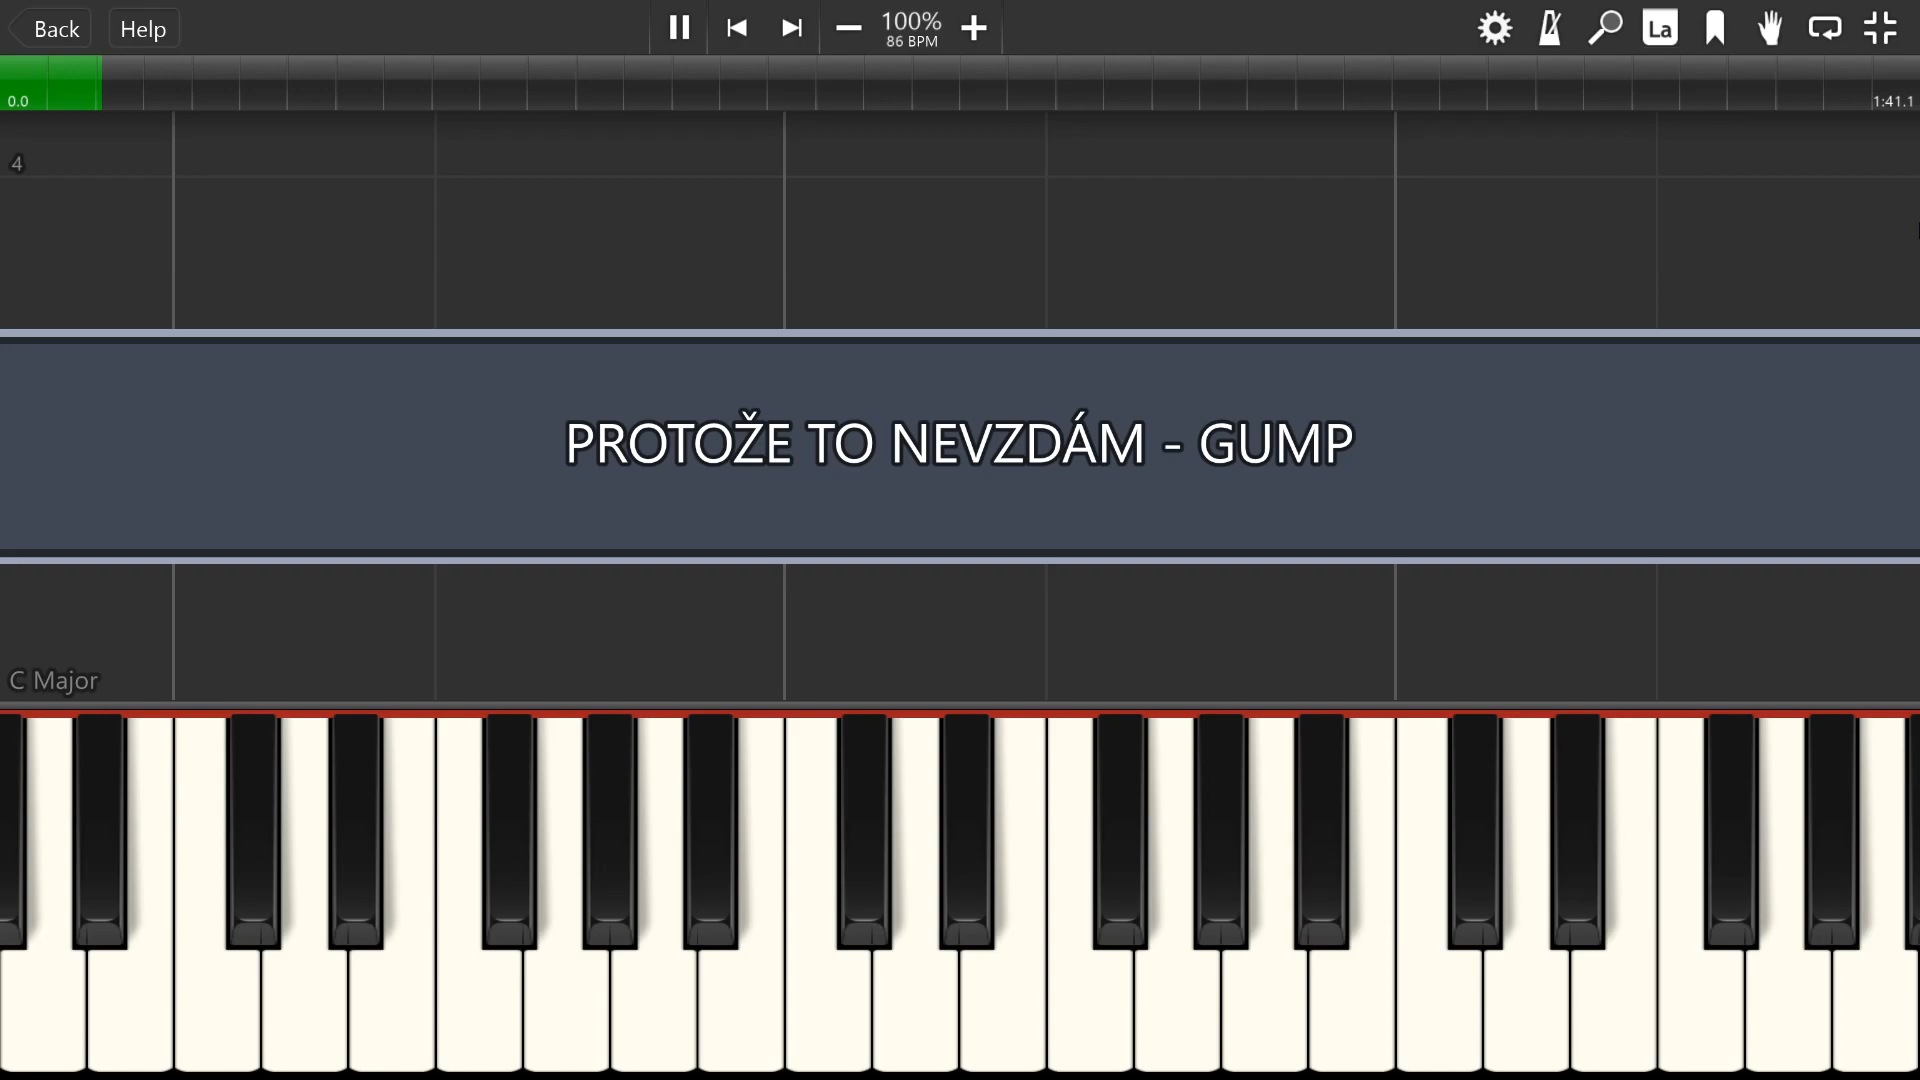 Back
Help
100%
86 BPM
La
0.0
1:41.1
4
PROTOŽE TO NEVZDÁM - GUMP
C Major